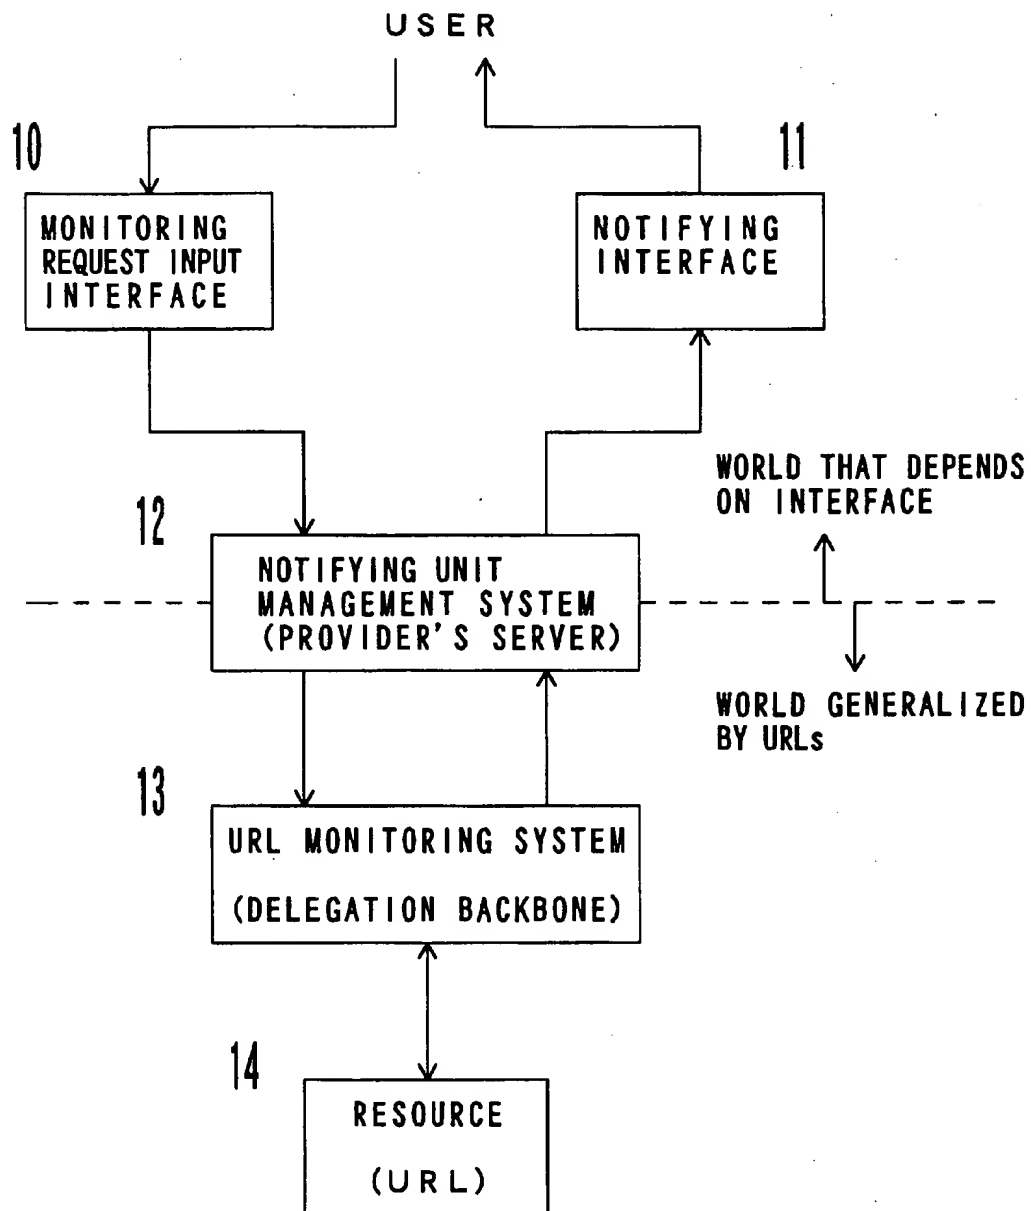 USER
10
11
MONITORING
REQUEST INPUT
INTERFACE
NOTIFYING
INTERFACE
WORLD THAT DEPENDS
ON INTERFACE
12
NOTIFYING UNIT
MANAGEMENT SYSTEM
(PROVIDER'S SERVER)
WORLD GENERALIZED
BY URLs
13
URL MONITORING SYSTEM
(DELEGATION BACKBONE)
14
RESOURCE
(URL)